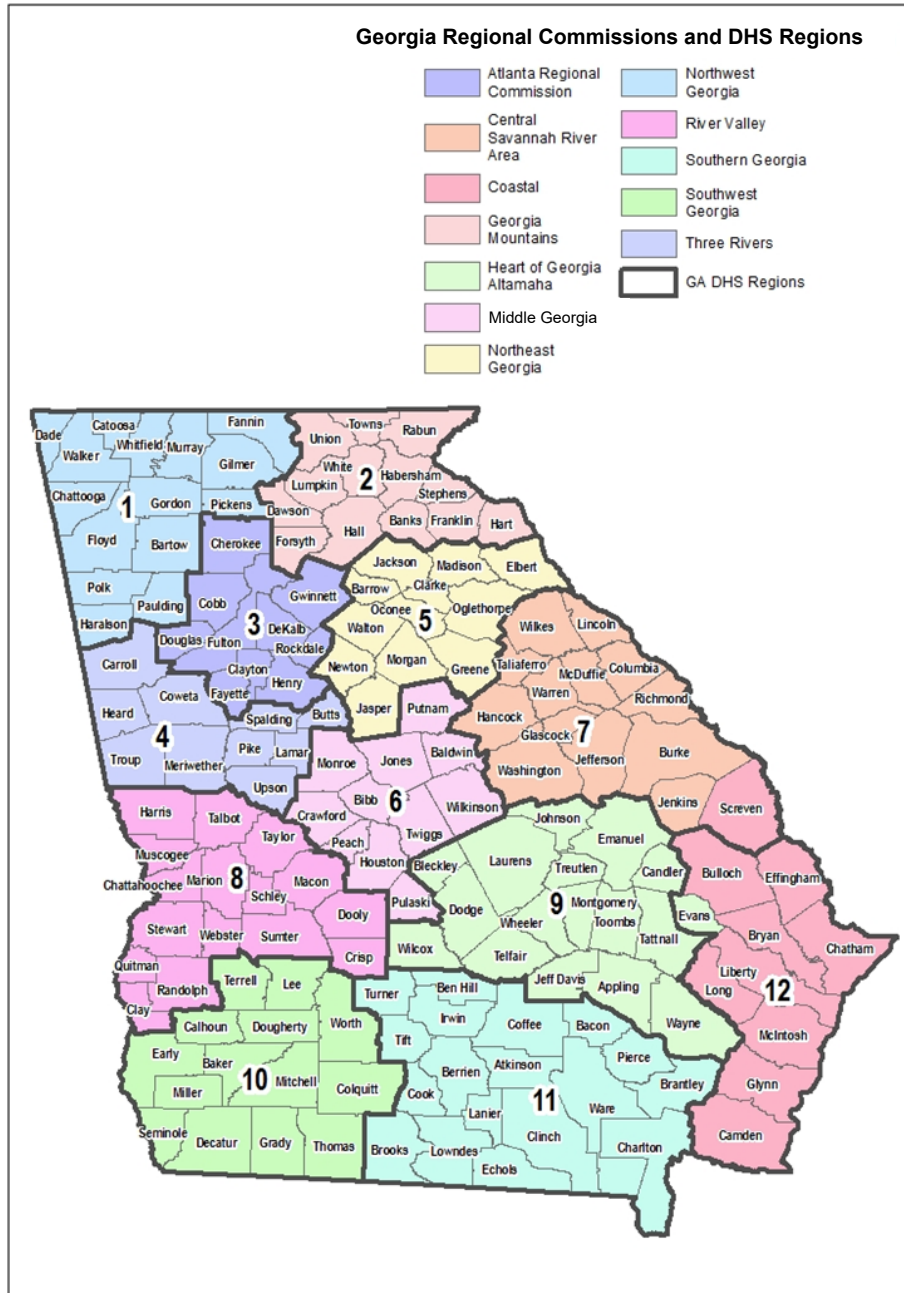 Georgia Regional Commissions and DHS Regions
Atlanta Regional
Commission
Central
Savannah River
Area
Coastal
Georgia
Mountains
Heart of Georgia
Altamaha
Middle Georgia
Northeast
Georgia
Northwest
Georgia
River Valley
Southern Georgia
Southwest
Georgia
Three Rivers
GA DHS Regions
Dade
Catoosa
Whitfield
Murray
Fannin
Walker
Gilmer
Chattooga
1
Gordon
Pickens
Floyd
Bartow
Polk
Paulding
Haralson
Union
Towns
Rabun
White
2
Habersham
Lumpkin
Stephens
Dawson
Banks
Franklin
Hart
Forsyth
Hall
Cherokee
Cobb
Gwinnett
3
DeKalb
Douglas
Fulton
Rockdale
Clayton
Henry
Fayette
Carroll
Coweta
Heard
4
Spalding
Butts
Troup
Meriwether
Pike
Lamar
Upson
Jackson
Madison
Elbert
Barrow
Clarke
Oconee
5
Oglethorpe
Walton
Newton
Morgan
Greene
Jasper
Putnam
Monroe
Jones
Baldwin
Bibb
6
Wilkinson
Crawford
Twiggs
Peach
Houston
Pulaski
Wilkes
Lincoln
Taliaferro
McDuffie
Columbia
Warren
Richmond
Hancock
Glascock
7
Burke
Washington
Jefferson
Jenkins
Harris
Talbot
Taylor
Muscogee
Chattahoochee
Marion
8
Macon
Schley
Dooly
Stewart
Webster
Sumter
Crisp
Quitman
Randolph
Clay
Johnson
Emanuel
Bleckley
Laurens
Treutlen
Candler
Dodge
9
Montgomery
Evans
Wheeler
Toombs
Tattnall
Wilcox
Telfair
Jeff Davis
Appling
Wayne
Terrell
Lee
Calhoun
Dougherty
Worth
Early
Baker
10
Mitchell
Colquitt
Miller
Seminole
Decatur
Grady
Thomas
Turner
Ben Hill
Irwin
Coffee
Bacon
Tift
Atkinson
Pierce
Berrien
Cook
11
Brantley
Lanier
Ware
Clinch
Charlton
Brooks
Lowndes
Echols
Screven
Bulloch
Effingham
Bryan
Chatham
Liberty
Long
12
McIntosh
Glynn
Camden